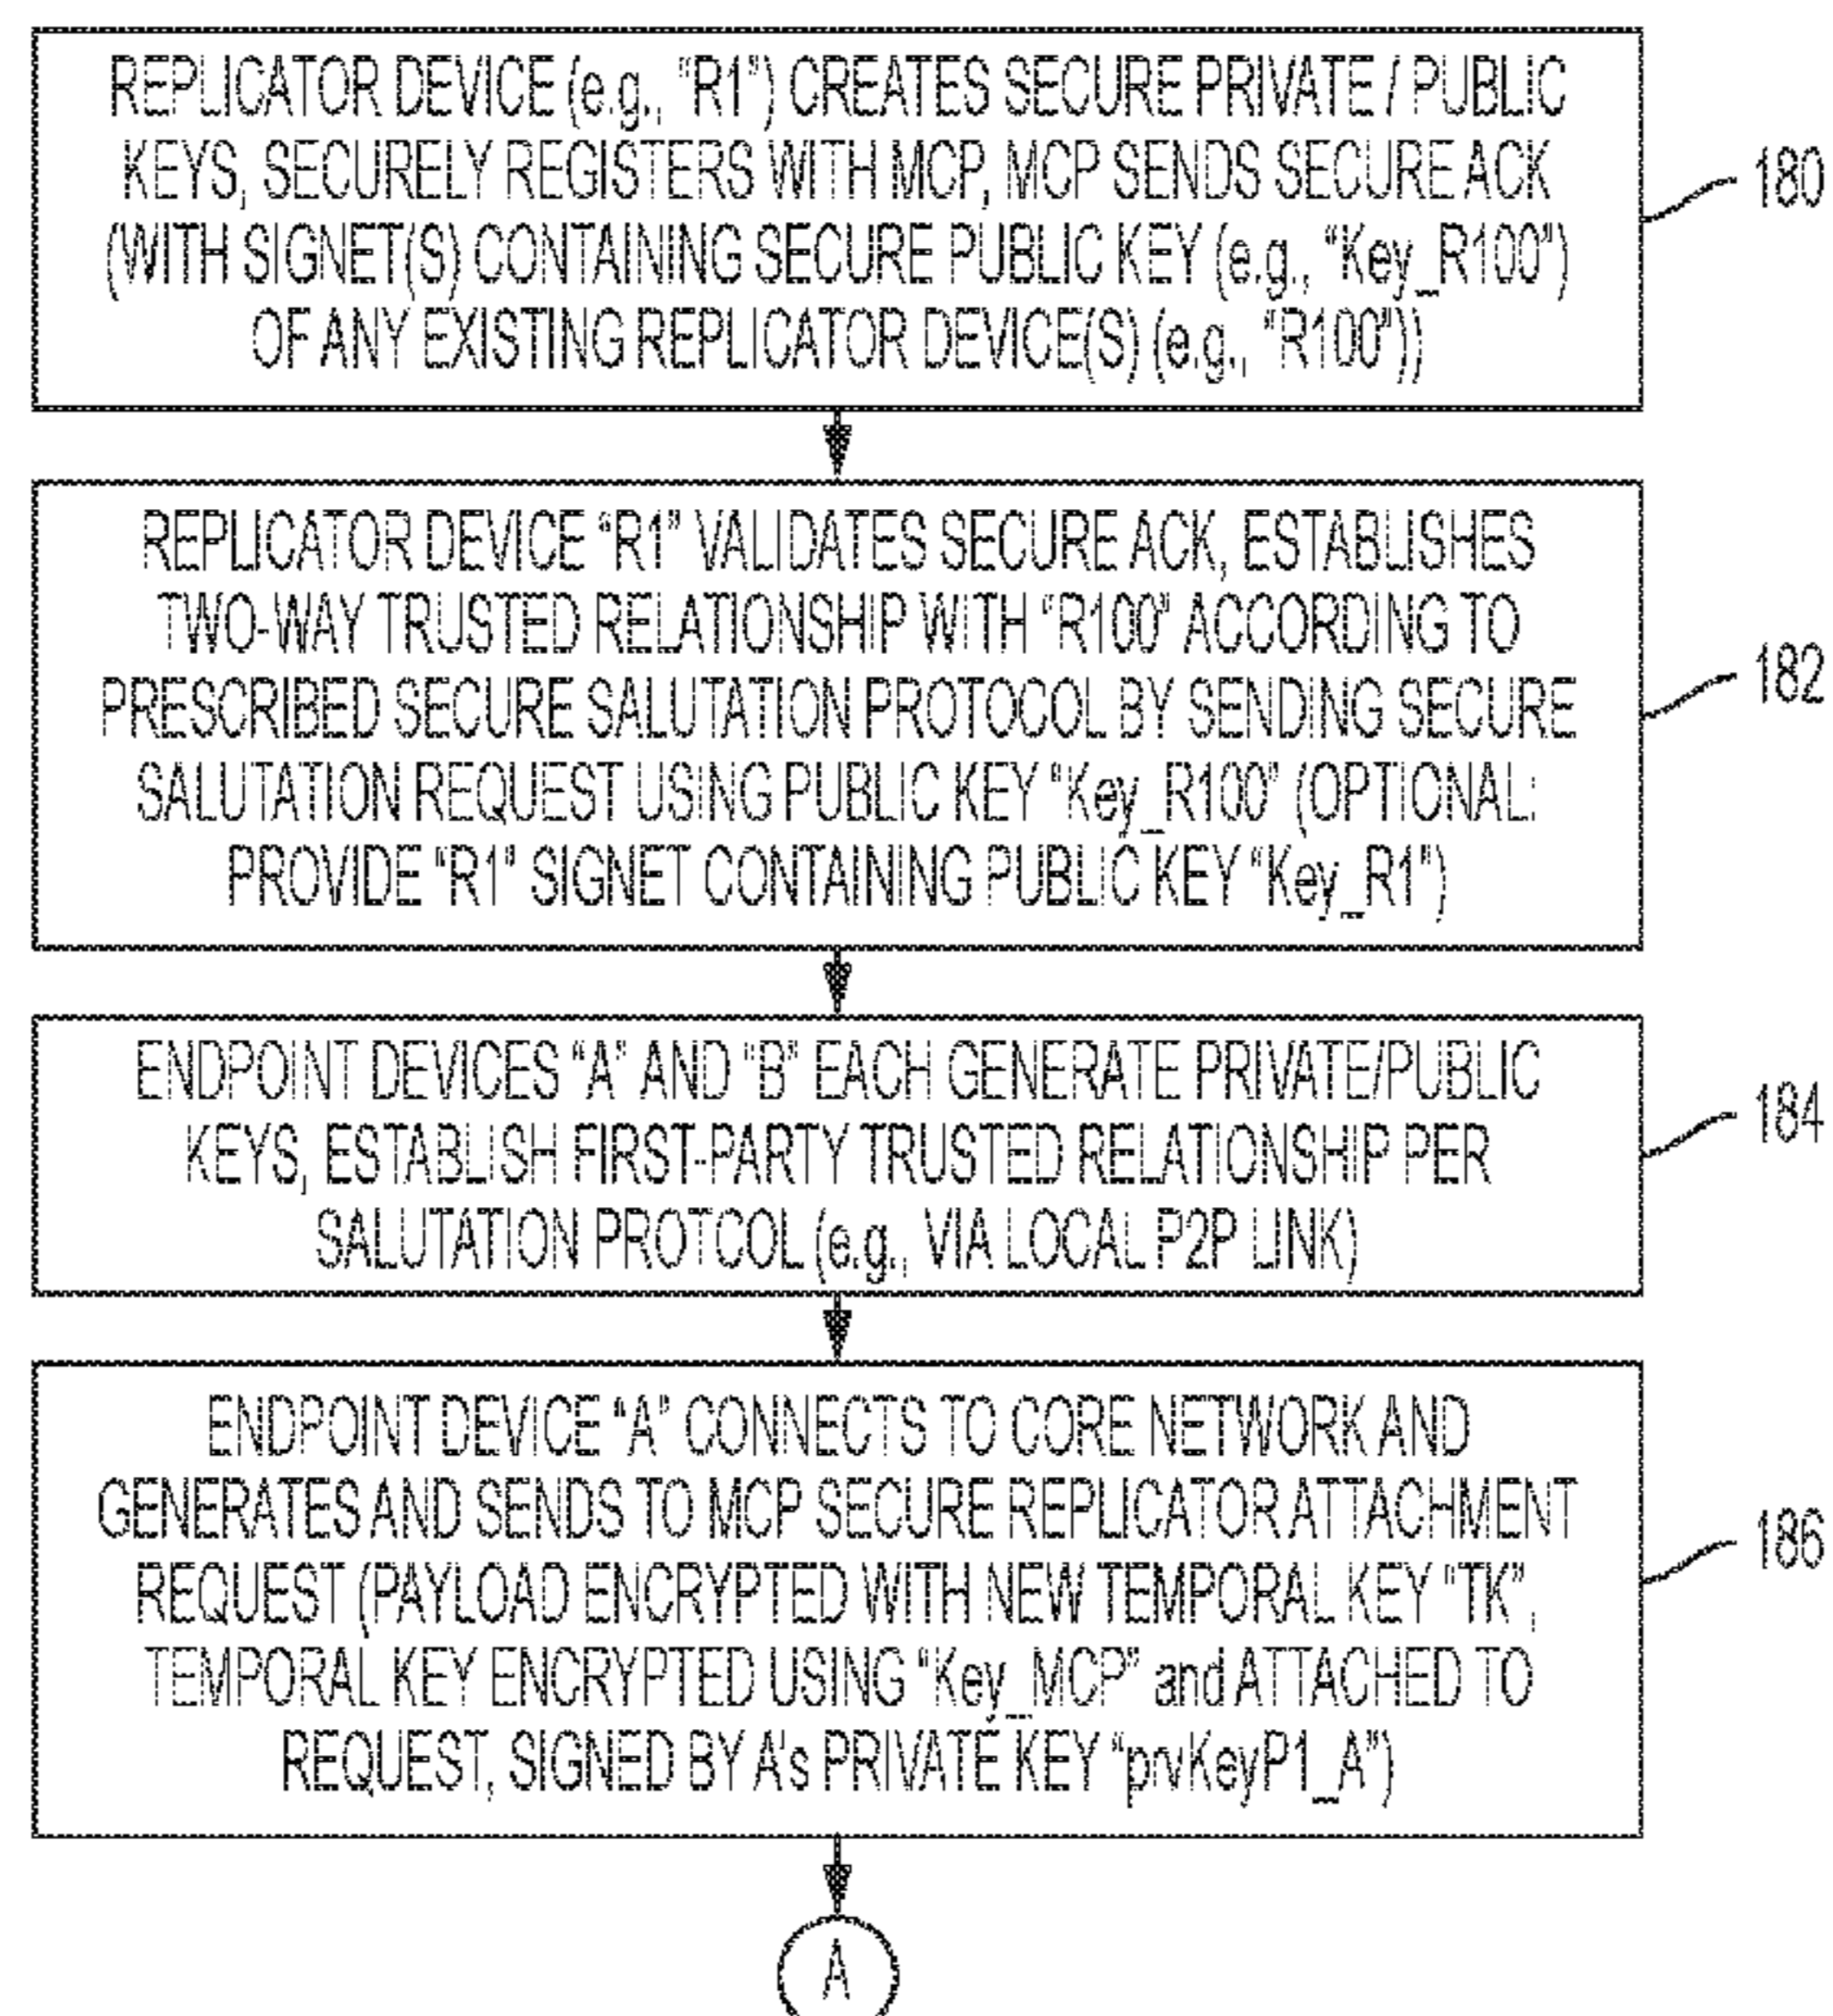 REPLICATOR DEVICE (e.g., "R1") CREATES SECURE PRIVATE / PUBLIC
KEYS, SECURELY REGISTERS WITH MCP, MCP SENDS SECURE ACK
(WITH SIGNET(S) CONTAINING SECURE PUBLIC KEY (e.g., "Key_R100")
OF ANY EXISTING REPLICATOR DEVICE(S) (e.g., "R100"))
180
REPLICATOR DEVICE "R1" VALIDATES SECURE ACK, ESTABLISHES
TWO-WAY TRUSTED RELATIONSHIP WITH "R100" ACCORDING TO
PRESCRIBED SECURE SALUTATION PROTOCOL BY SENDING SECURE
SALUTATION REQUEST USING PUBLIC KEY "Key_R100" (OPTIONAL:
PROVIDE "R1" SIGNET CONTAINING PUBLIC KEY "Key_R1")
182
ENDPOINT DEVICES "A" AND "B" EACH GENERATE PRIVATE/PUBLIC
KEYS, ESTABLISH FIRST-PARTY TRUSTED RELATIONSHIP PER
SALUTATION PROTCOL (e.g., VIA LOCAL P2P LINK)
184
ENDPOINT DEVICE "A" CONNECTS TO CORE NETWORK AND
GENERATES AND SENDS TO MCP SECURE REPLICATOR ATTACHMENT
REQUEST (PAYLOAD ENCRYPTED WITH NEW TEMPORAL KEY "TK",
TEMPORAL KEY ENCRYPTED USING "Key_MCP" and ATTACHED TO
REQUEST, SIGNED BY A's PRIVATE KEY "prvKeyP1_A")
186
A